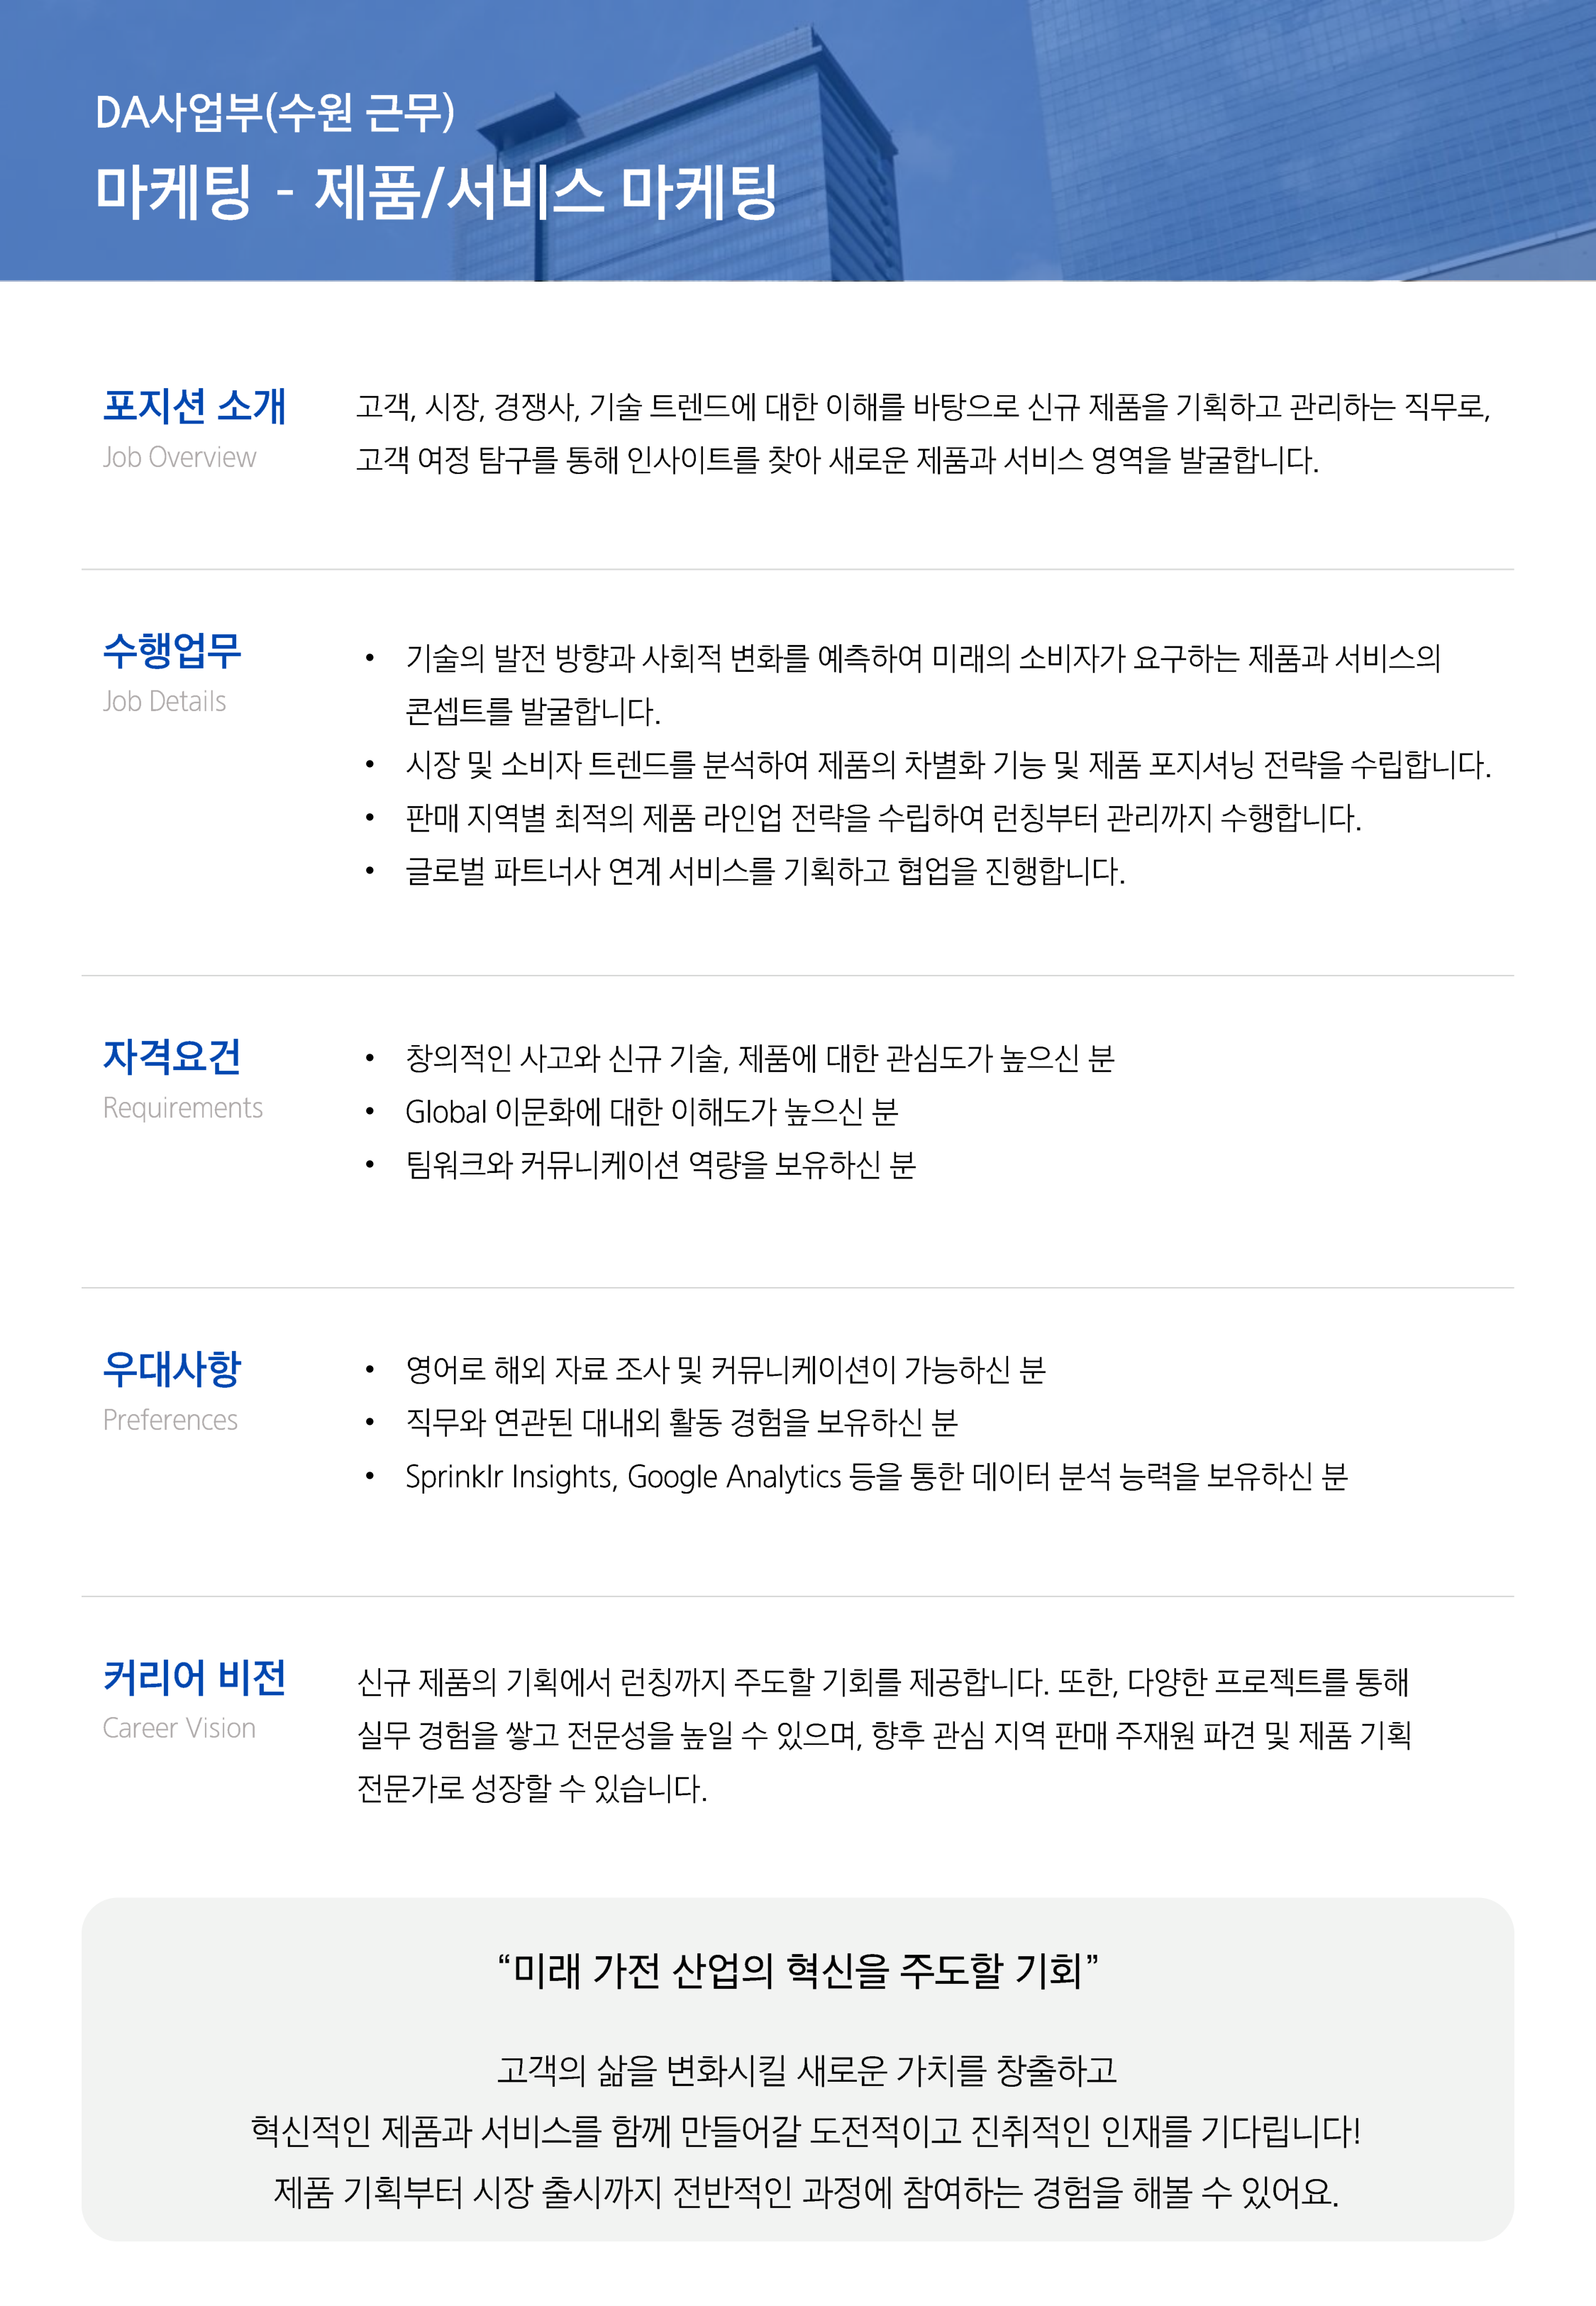 DA사업부(수원 근무)
마케팅 - 제품/서비스 마케팅
포지션 소개
Job Overview
고객, 시장, 경쟁사, 기술 트렌드에 대한 이해를 바탕으로 신규 제품을 기획하고 관리하는 직무로,
고객 여정 탐구를 통해 인사이트를 찾아 새로운 제품과 서비스 영역을 발굴합니다.
수행업무
Job Details
• 기술의 발전 방향과 사회적 변화를 예측하여 미래의 소비자가 요구하는 제품과 서비스의
콘셉트를 발굴합니다.
• 시장 및 소비자 트렌드를 분석하여 제품의 차별화 기능 및 제품 포지셔닝 전략을 수립합니다.
• 판매 지역별 최적의 제품 라인업 전략을 수립하여 런칭부터 관리까지 수행합니다.
• 글로벌 파트너사 연계 서비스를 기획하고 협업을 진행합니다.
자격요건
Requirements
• 창의적인 사고와 신규 기술, 제품에 대한 관심도가 높으신 분
• Global 이문화에 대한 이해도가 높으신 분
• 팀워크와 커뮤니케이션 역량을 보유하신 분
우대사항
Preferences
• 영어로 해외 자료 조사 및 커뮤니케이션이 가능하신 분
• 직무와 연관된 대내외 활동 경험을 보유하신 분
• Sprinklr Insights, Google Analytics 등을 통한 데이터 분석 능력을 보유하신 분
커리어 비전
Career Vision
신규 제품의 기획에서 런칭까지 주도할 기회를 제공합니다. 또한, 다양한 프로젝트를 통해
실무 경험을 쌓고 전문성을 높일 수 있으며, 향후 관심 지역 판매 주재원 파견 및 제품 기획
전문가로 성장할 수 있습니다.
“미래 가전 산업의 혁신을 주도할 기회”
고객의 삶을 변화시킬 새로운 가치를 창출하고
혁신적인 제품과 서비스를 함께 만들어갈 도전적이고 진취적인 인재를 기다립니다!
제품 기획부터 시장 출시까지 전반적인 과정에 참여하는 경험을 해볼 수 있어요.